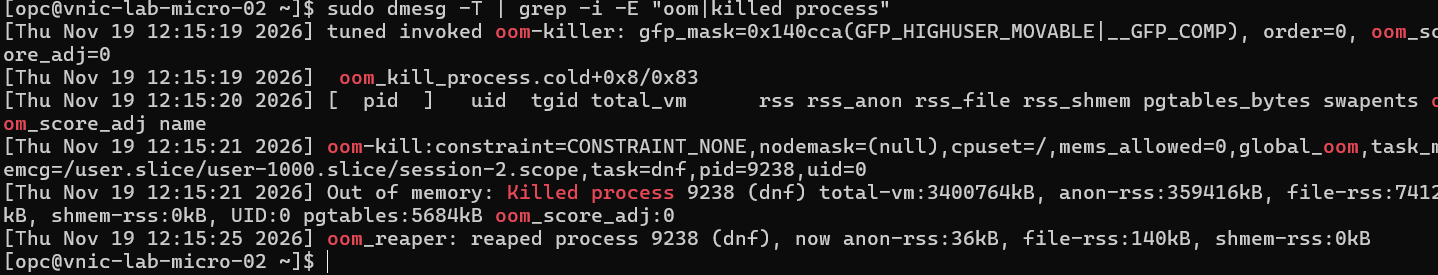 [opc@vnic-lab-micro-02 ~]$ sudo dmesg -T | grep -i -E "oom|killed process"
[Thu Nov 19 12:15:19 2026] tuned invoked oom-killer: gfp_mask=0x140cca(GFP_HIGHUSER_MOVABLE|__GFP_COMP), order=0, oom_sc
ore_adj=0
[Thu Nov 19 12:15:19 2026]  oom_kill_process.cold+0x8/0x83
[Thu Nov 19 12:15:20 2026] [  pid  ]   uid  tgid total_vm      rss rss_anon rss_file rss_shmem pgtables_bytes swapents o
om_score_adj name
[Thu Nov 19 12:15:21 2026] oom-kill:constraint=CONSTRAINT_NONE,nodemask=(null),cpuset=/,mems_allowed=0,global_oom,task_m
emcg=/user.slice/user-1000.slice/session-2.scope,task=dnf,pid=9238,uid=0
[Thu Nov 19 12:15:21 2026] Out of memory: Killed process 9238 (dnf) total-vm:3400764kB, anon-rss:359416kB, file-rss:7412
kB, shmem-rss:0kB, UID:0 pgtables:5684kB oom_score_adj:0
[Thu Nov 19 12:15:25 2026] oom_reaper: reaped process 9238 (dnf), now anon-rss:36kB, file-rss:140kB, shmem-rss:0kB
[opc@vnic-lab-micro-02 ~]$